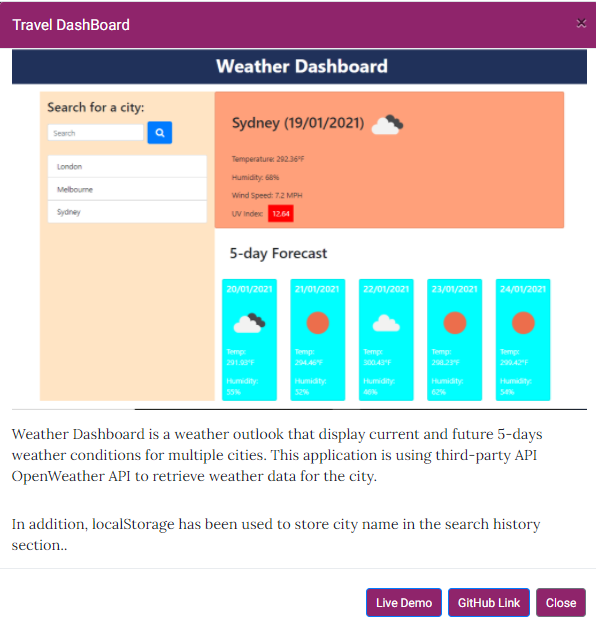 Travel DashBoard
×
Weather Dashboard
Search for a city:
Search
London
Melbourne
Sydney
Sydney (19/01/2021)
Temperature: 292.36°F
Humidity: 68%
Wind Speed: 7.2 MPH
UV Index: 12.64
5-day Forecast
20/01/2021 21/01/2021 22/01/2021 23/01/2021 24/01/2021
Temp: Temp: Temp: Temp: Temp:
294.46°F 300.43°F 298.23°F 299.42°F
Humidity: Humidity: Humidity: Humidity: Humidity:
35% 52% 46% 62% 54%
Weather Dashboard is a weather outlook that display current and future 5-days
weather conditions for multiple cities. This application is using third-party API
OpenWeather API to retrieve weather data for the city.
In addition, localStorage has been used to store city name in the search history
section..
Live Demo GitHub Link Close